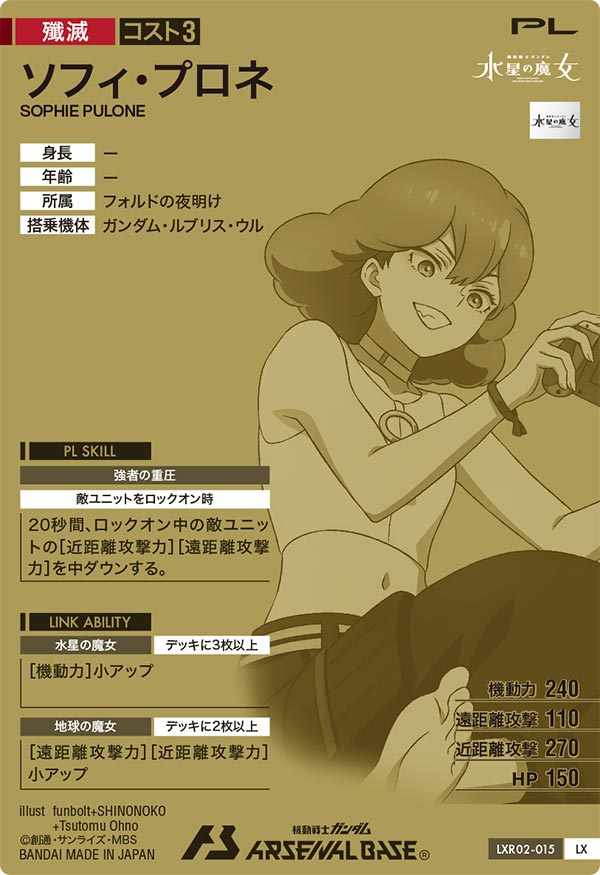 殲滅 コスト3
PL
ソフィ・プロネ
SOPHIE PULONE
水星の魔女
水星の魔女
身長 ー
年齢 ー
所属 フォルドの夜明け
搭乗機体 ガンダム・ルブリス・ウル
PL SKILL
強者の重圧
敵ユニットをロックオン時
20秒間、ロックオン中の敵ユニッ
トの[近距離攻撃力][遠距離攻撃
力]を中ダウンする。
LINK ABILITY
水星の魔女 デッキに3枚以上
[機動力]小アップ
地球の魔女 デッキに2枚以上
[遠距離攻撃力][近距離攻撃力]
小アップ
機動力 240
遠距離攻撃 110
近距離攻撃 270
HP 150
illust funbolt+SHINONOKO
+Tsutomu Ohno
©創通・サンライズ・MBS
BANDAI MADE IN JAPAN
機動戦士ガンダム
ARSENAL BASE®
LXR02-015 LX